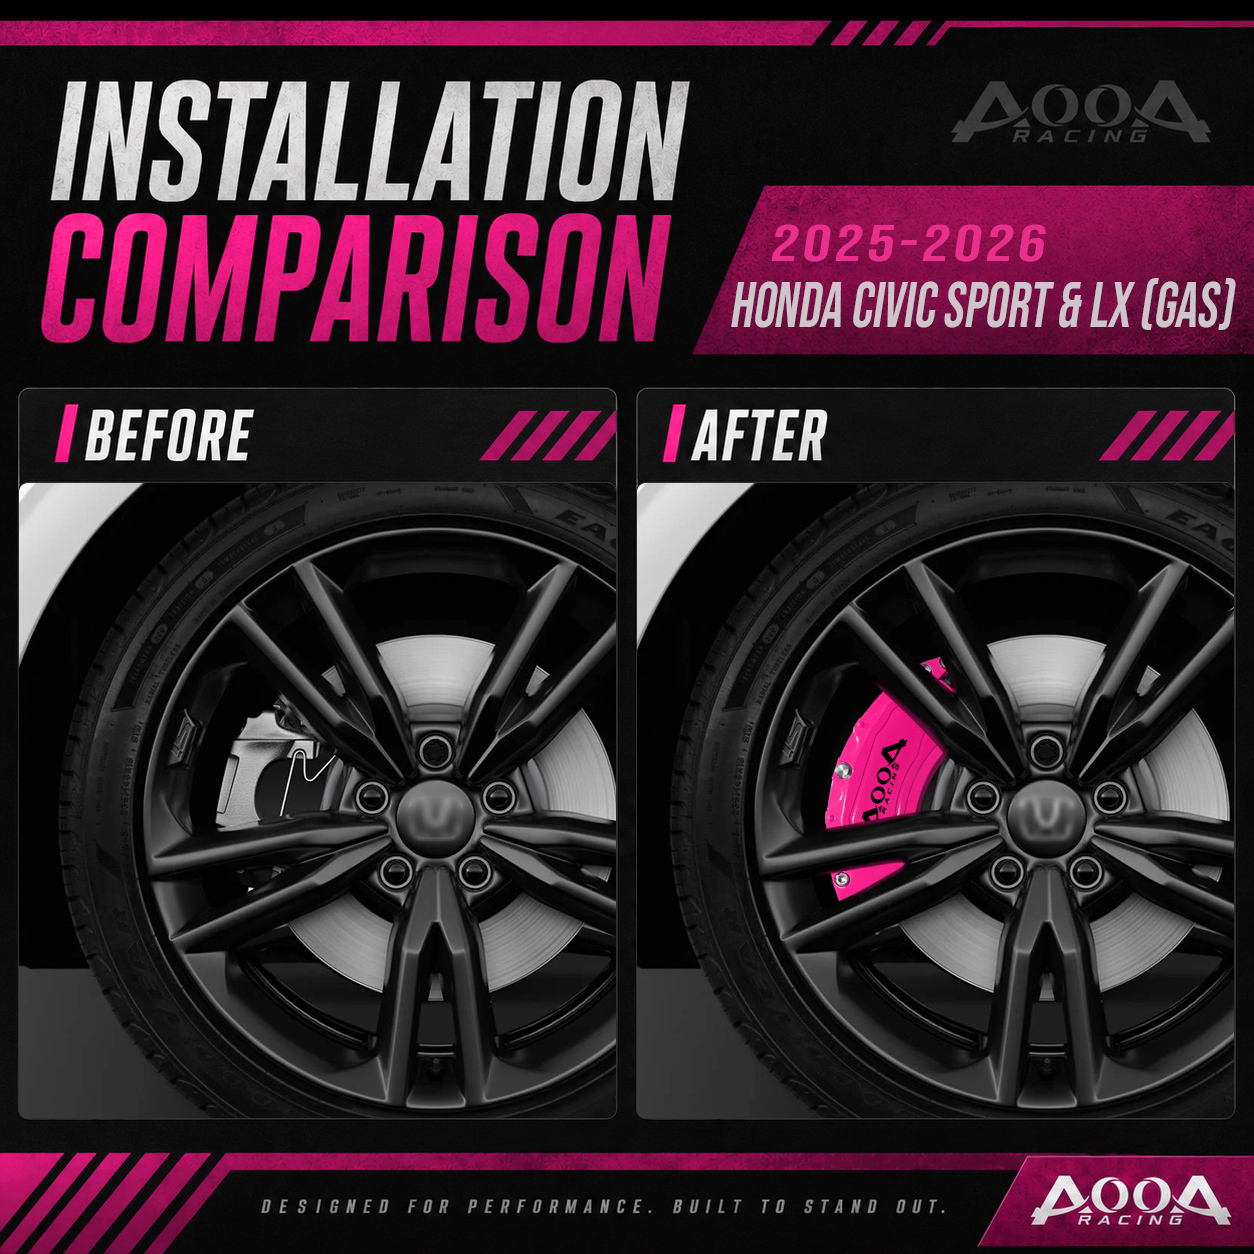 INSTALLATION
COMPARISON
AOOA
RACING
2025-2026
HONDA CIVIC SPORT & LX (GAS)
BEFORE
AFTER
EAG
AOOA
RACING
DESIGNED FOR PERFORMANCE. BUILT TO STAND OUT.
AOOA
RACING